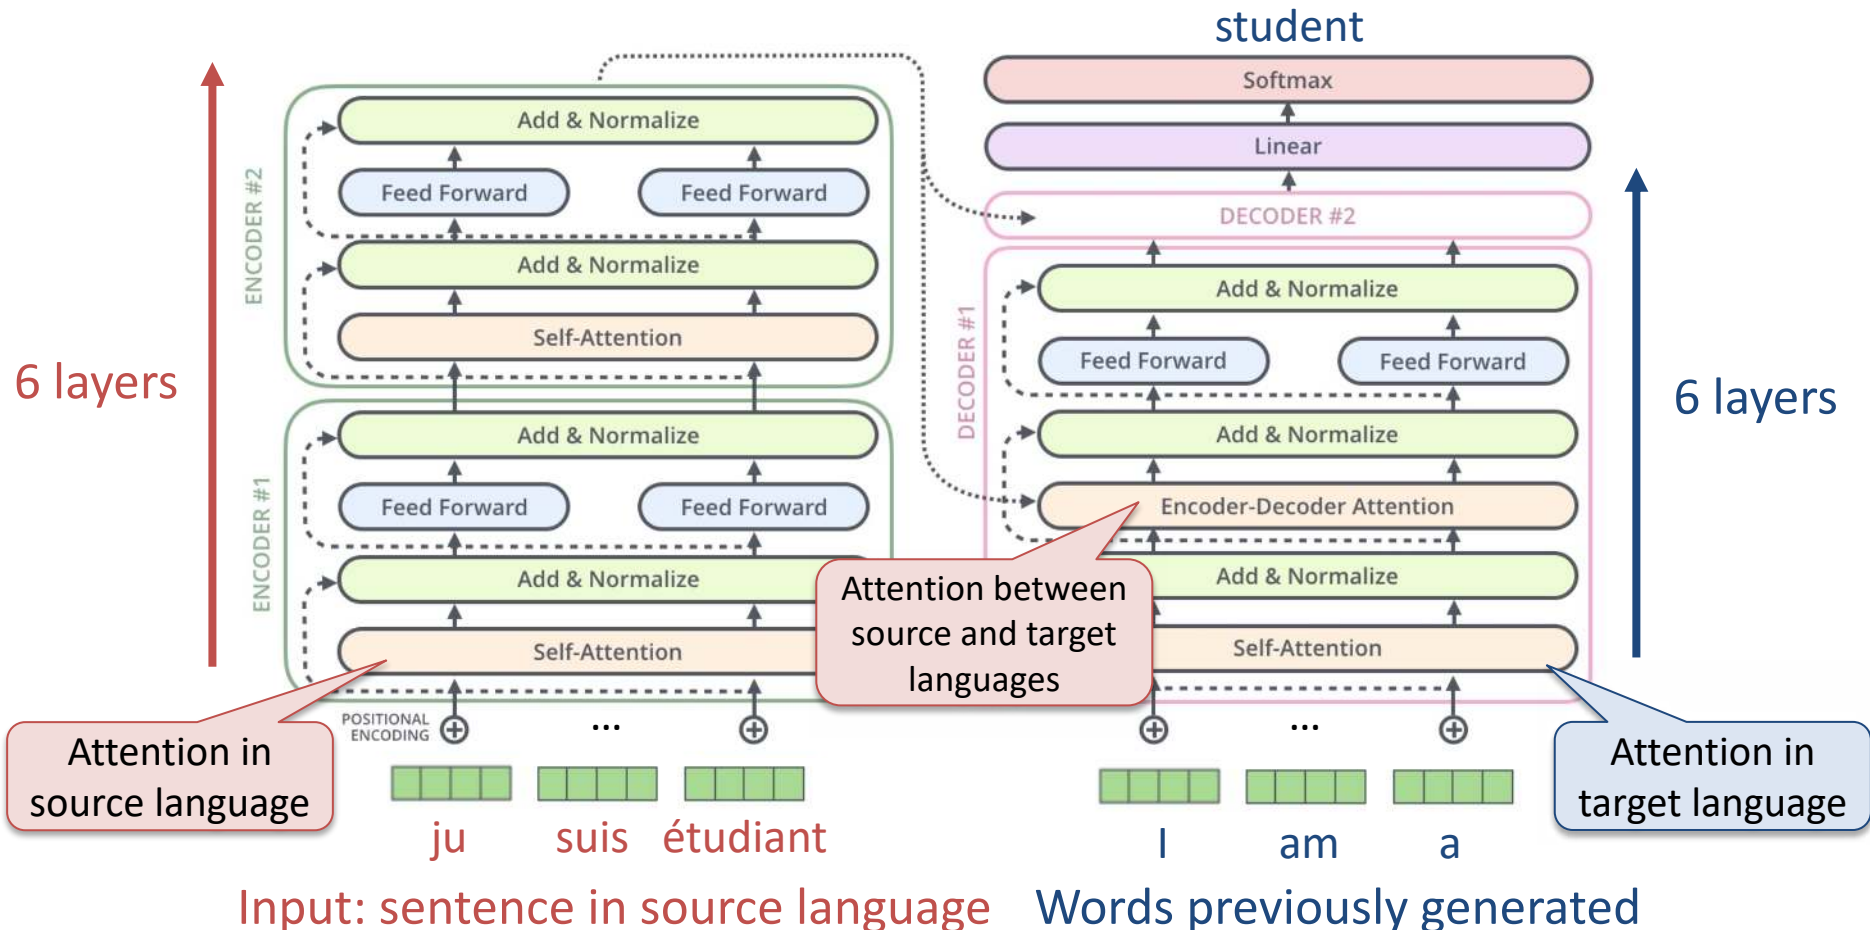 student
Softmax
Linear
DECODER #2
DECODER #1
Add & Normalize
Feed Forward
Feed Forward
Add & Normalize
Encoder-Decoder Attention
Add & Normalize
Self-Attention
6 layers
ENCODER #2
Add & Normalize
Feed Forward
Feed Forward
Add & Normalize
Self-Attention
6 layers
ENCODER #1
Add & Normalize
Feed Forward
Feed Forward
Add & Normalize
Self-Attention
Attention between
source and target
languages
Attention in
source language
POSITIONAL
ENCODING
...
...
Attention in
target language
ju suis étudiant
I am a
Input: sentence in source language
Words previously generated